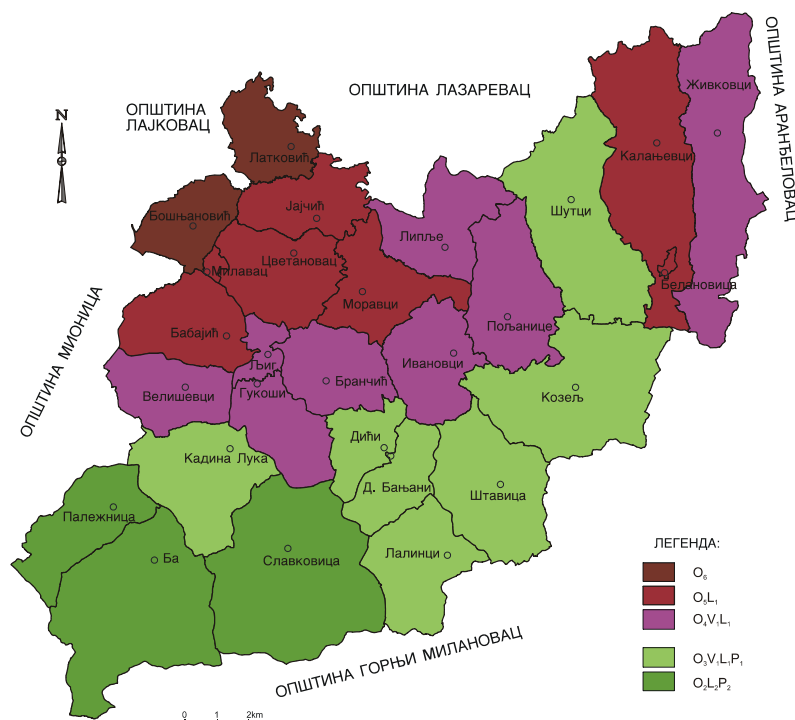 ОПШТИНА АРАНЂЕЛОВАЦ
ОПШТИНА ЛАЗАРЕВАЦ
ОПШТИНА
ЛАЈКОВАЦ
N
Живковци
Латковић
Калањевци
Бошњановић
Јајчић
Шутци
Липље
Цветановац
Милавац
Белановица
Моравци
Пољанице
Бабајић
ОПШТИНА МИОНИЦА
Љиг
Ивановци
Велишевци
Гукоши
Бранчић
Козељ
Дићи
Кадина Лука
Д. Бањани
Штавица
Палежница
Ба
Славковица
Лалинци
ЛЕГЕНДА:
O₆
O₅L₁
O₄V₁L₁
O₃V₁L₁P₁
O₂L₂P₂
ОПШТИНА ГОРЊИ МИЛАНОВАЦ
0 1 2km